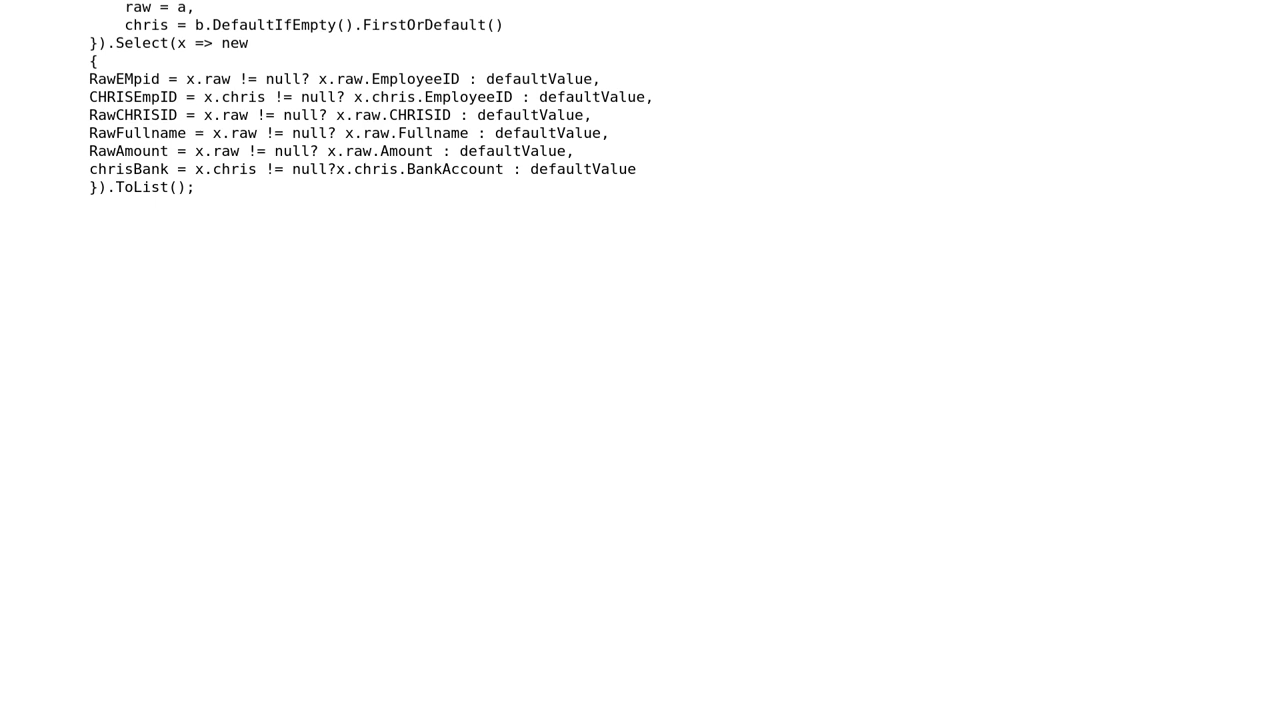 raw = a,
chris = b.DefaultIfEmpty().FirstOrDefault()
}).Select(x => new
{
RawEMpid = x.raw != null? x.raw.EmployeeID : defaultValue,
CHRISEmpID = x.chris != null? x.chris.EmployeeID : defaultValue,
RawCHRISID = x.raw != null? x.raw.CHRISID : defaultValue,
RawFullname = x.raw != null? x.raw.Fullname : defaultValue,
RawAmount = x.raw != null? x.raw.Amount : defaultValue,
chrisBank = x.chris != null?x.chris.BankAccount : defaultValue
}).ToList();